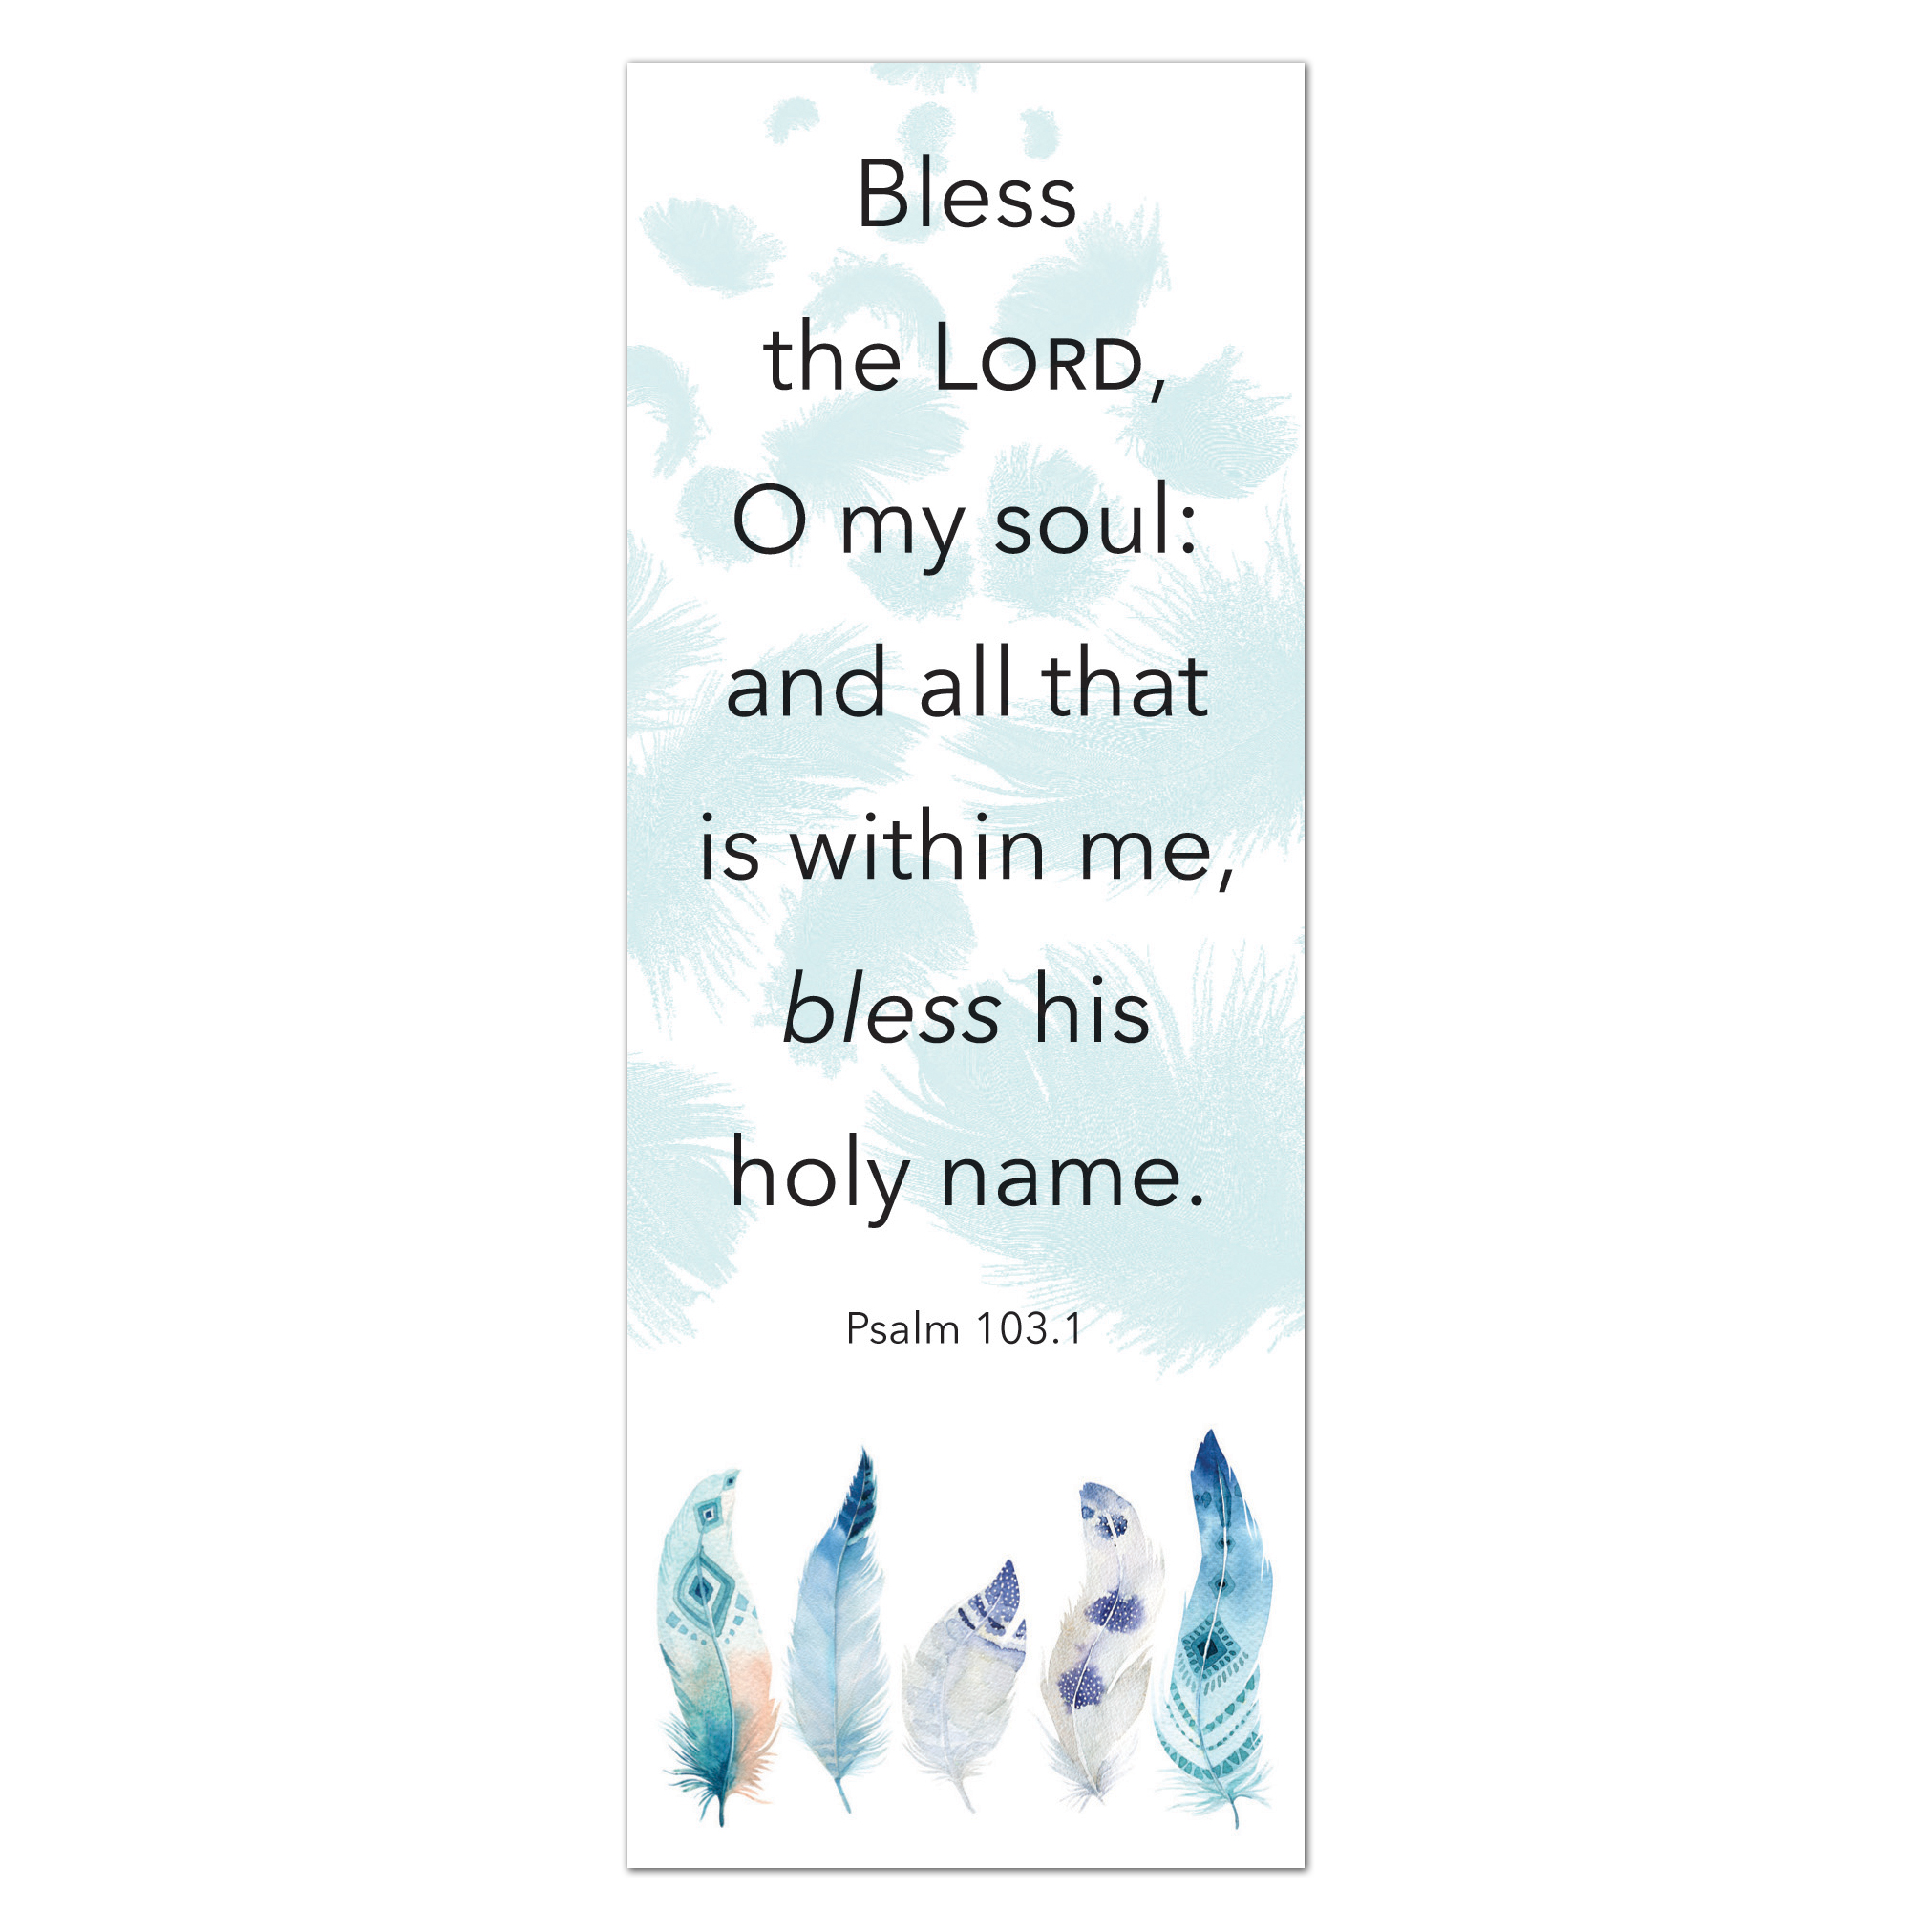 Bless
the LORD,
O my soul:
and all that
is within me,
bless his
holy name.
Psalm 103.1